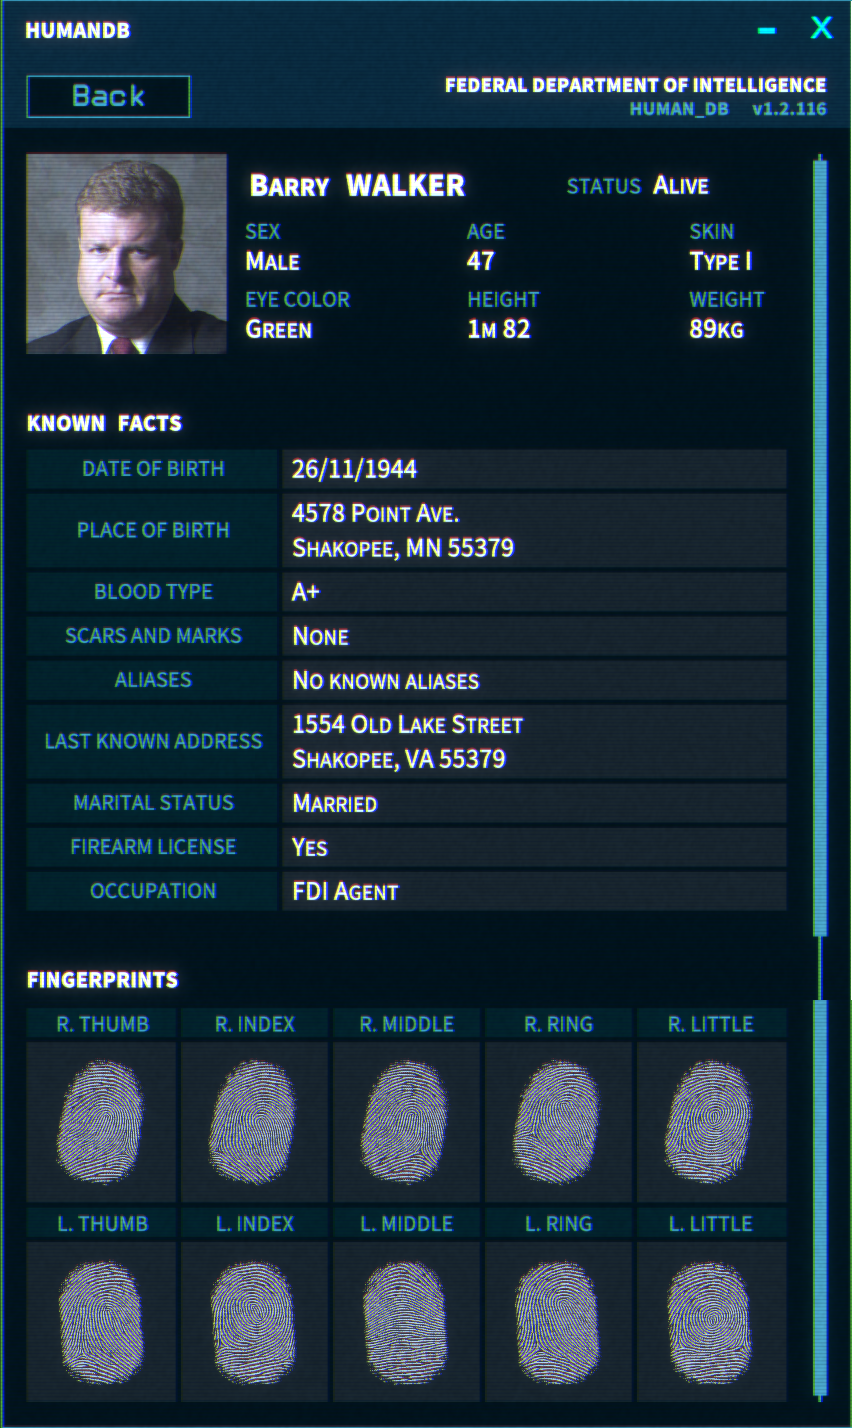 HUMANDB
Back
FEDERAL DEPARTMENT OF INTELLIGENCE
HUMAN_DB v1.2.116
BARRY WALKER
STATUS ALIVE
SEX AGE SKIN
MALE 47 TYPE I
EYE COLOR HEIGHT WEIGHT
GREEN 1M 82 89KG
KNOWN FACTS
DATE OF BIRTH 26/11/1944
PLACE OF BIRTH 4578 POINT AVE.
SHAKOPEE, MN 55379
BLOOD TYPE A+
SCARS AND MARKS NONE
ALIASES NO KNOWN ALIASES
LAST KNOWN ADDRESS 1554 OLD LAKE STREET
SHAKOPEE, VA 55379
MARITAL STATUS MARRIED
FIREARM LICENSE YES
OCCUPATION FDI AGENT
FINGERPRINTS
R. THUMB R. INDEX R. MIDDLE R. RING R. LITTLE
L. THUMB L. INDEX L. MIDDLE L. RING L. LITTLE